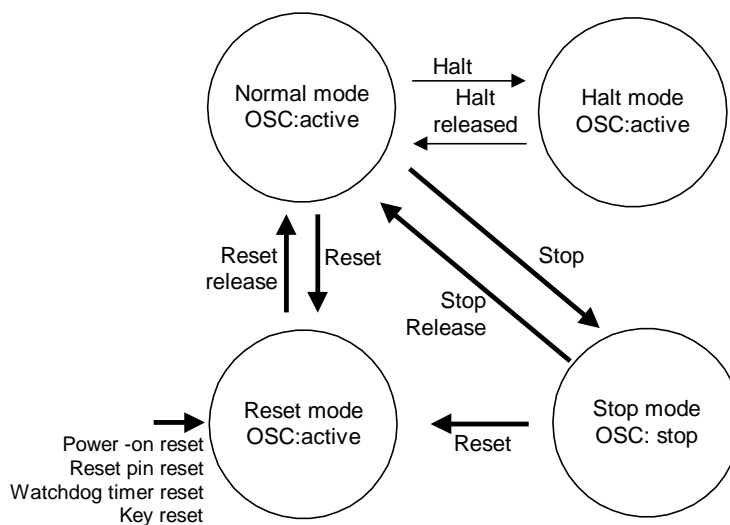 Normal mode
OSC:active
Halt
Halt
released
Halt mode
OSC:active
Reset
release
Reset
Stop
Stop
Release
Reset mode
OSC:active
Reset
Stop mode
OSC: stop
Power -on reset
Reset pin reset
Watchdog timer reset
Key reset